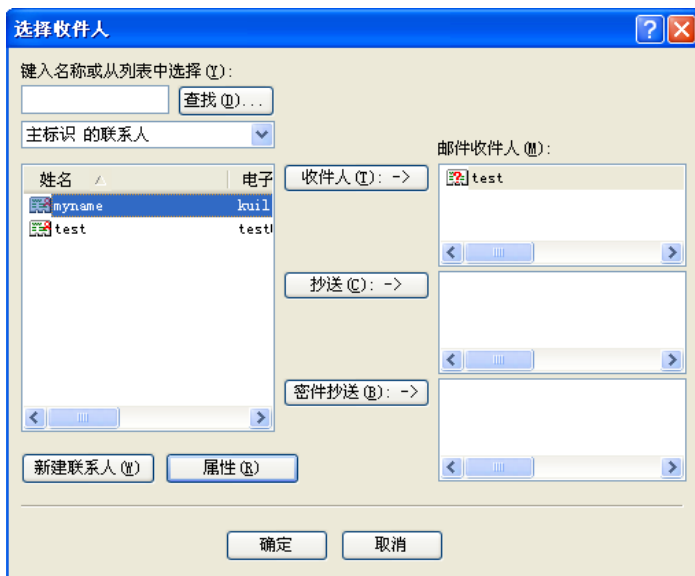 选择收件人
键入名称或从列表中选择(Y):
查找(D)...
主标识 的联系人
邮件收件人(M):
姓名 电子
收件人(T): ->
test
myname kuil
test test
抄送(C): ->
密件抄送(B): ->
新建联系人(W) 属性(R)
确定 取消